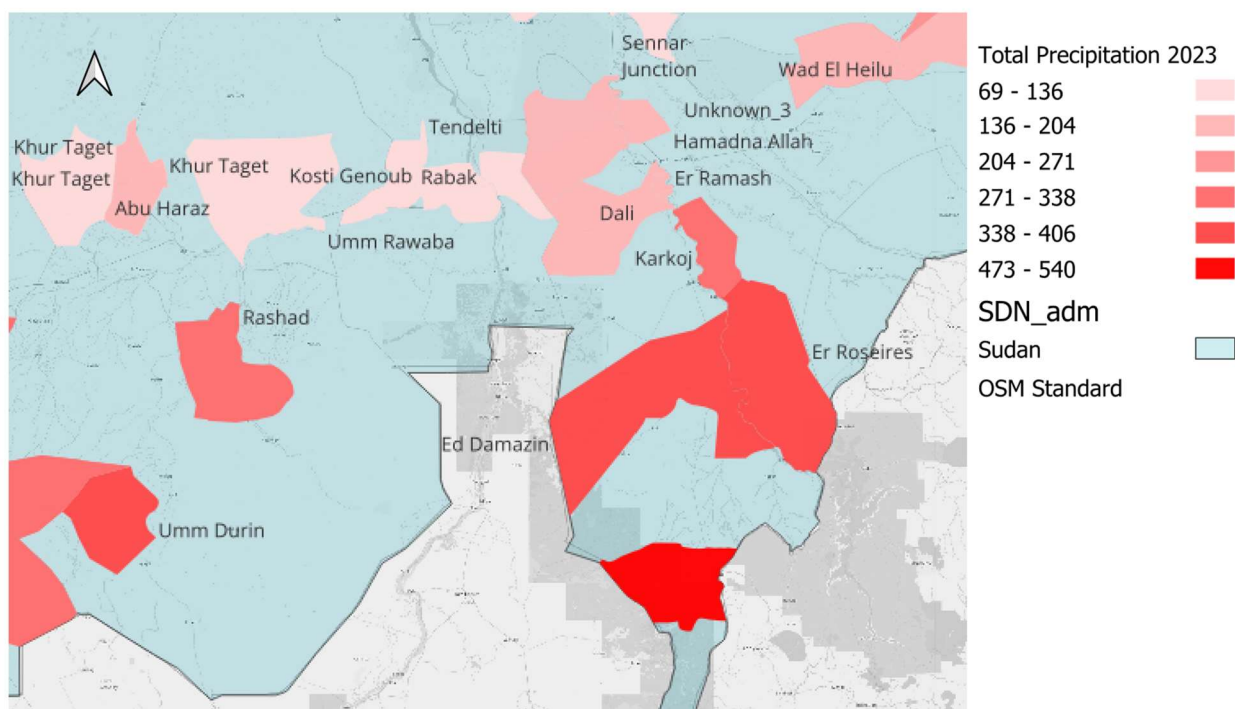 Sennar
Junction
Wad El Heilu
Unknown_3
Tendelti
Hamadna Allah
Khur Taget
Khur Taget
Khur Taget
Kosti Genoub
Rabak
Er Ramash
Abu Haraz
Dali
Umm Rawaba
Karkoj
Rashad
Er Roseires
Ed Damazin
Umm Durin
Total Precipitation 2023
69 - 136
136 - 204
204 - 271
271 - 338
338 - 406
473 - 540
SDN_adm
Sudan
OSM Standard